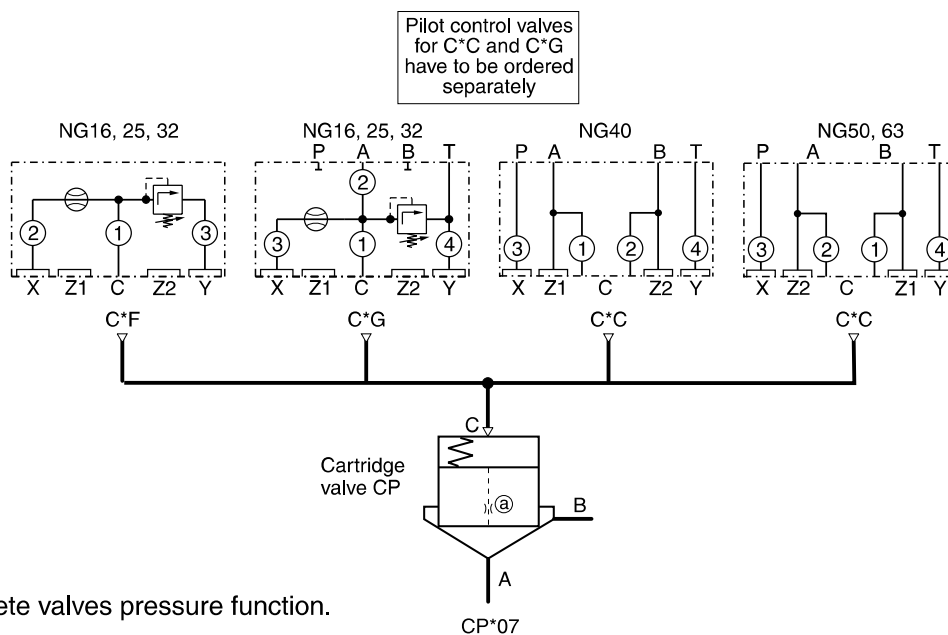 Pilot control valves
for C*C and C*G
have to be ordered
separately
NG16, 25, 32
NG16, 25, 32
NG40
NG50, 63
P A B T
P A B T
P A B T
2 1 3
2 3 1 4
3 1 2 4
3 2 1 4
X Z1 C Z2 Y
X Z1 C Z2 Y
X Z1 C Z2 Y
X Z2 C Z1 Y
C*F
C*G
C*C
C*C
C
Cartridge
valve CP
a
B
A
ete valves pressure function.
CP*07